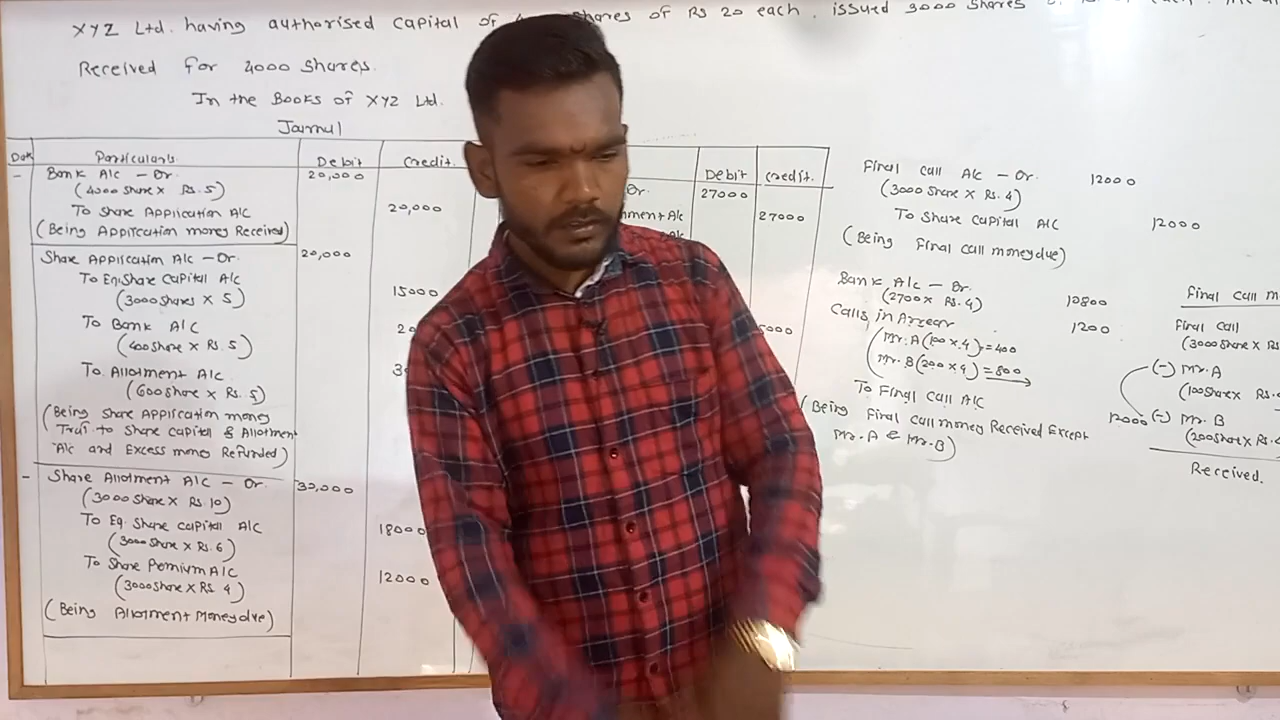 XYZ Ltd. having authorised capital of shares of Rs 20 each. issued 3000 shares
Received for 4000 shares.
In the Books of XYZ Ltd.
Jornul
Date Particulars Debit Credit.
- Bank A/c - Dr. 20,000
(4000 share x Rs. 5)
To Share Application A/c 20,000
(Being Application money Received)
Share Application A/c - Dr. 20,000
To Eq. Share Capital A/c
(3000 shares x 5) 15000
To Bank A/c
(400 share x Rs. 5)
To Allotment A/c
(600 share x Rs. 5)
(Being Share Application money
Trui to Share capital & Allotment
A/c and Excess money Refunded)
- Share Allotment A/c - Dr. 30,000
(3000 share x Rs. 10)
To Eq. Share capital A/c 18000
(3000 share x Rs. 6)
To Share Pemium A/c 12000
(3000 share x Rs 4)
(Being Allotment Money due)
Debit credit.
Dr. 27000
A/c 27000
Final call A/c - Dr. 12000
(3000 share x Rs. 4)
To Share capital A/c 12000
(Being Final call money due)
Bank A/c - Dr. 10800
(2700 x Rs. 4)
Calls in Arrear 1200
(Mr. A (100 x 4) = 400
Mr. B (200 x 4) = 800
To Final call A/c 12000
(Being Final call money Received Except
Mr. A & Mr. B)
Final call
Final call
(3000 share x Rs
(-) Mr. A
(100 share x Rs.
(-) Mr. B
(200 share x Rs.
Received.